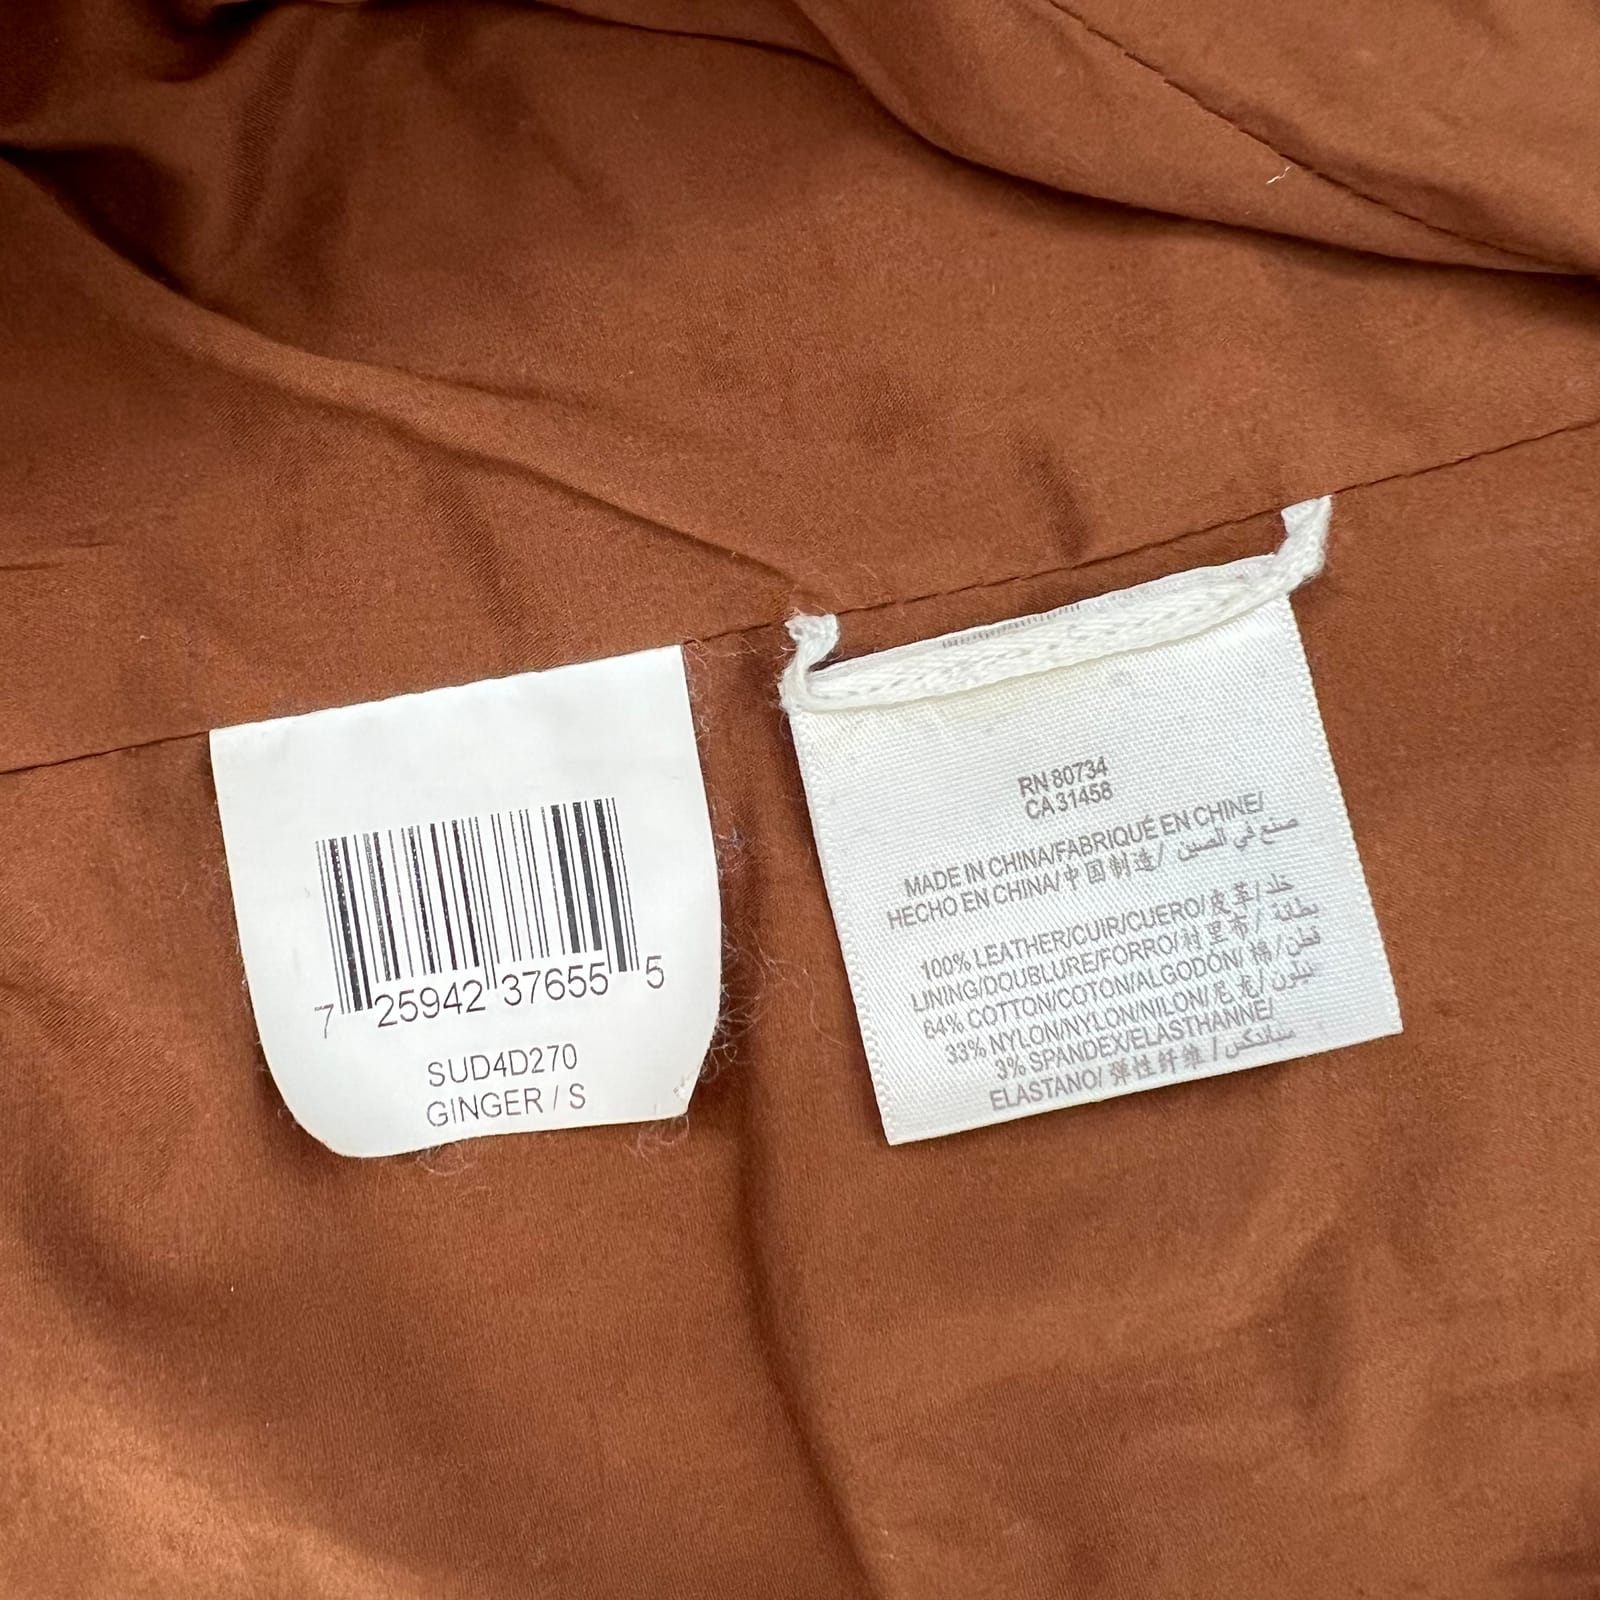 7 25942 37655 5
SUD4D270
GINGER / S
RN 80734
CA 31458
MADE IN CHINA/FABRIQUÉ EN CHINE/
HECHO EN CHINA/中国制造/ صنع في الصين
100% LEATHER/CUIR/CUERO/皮革/ جلد
LINING/DOUBLURE/FORRO/衬里布/ بطانة
64% COTTON/COTON/ALGODÓN/ 棉/ قطن
33% NYLON/NYLON/NILON/尼龙/ نيلون
3% SPANDEX/ELASTHANNE/
ELASTANO/ 弹性纤维 / سباندكس